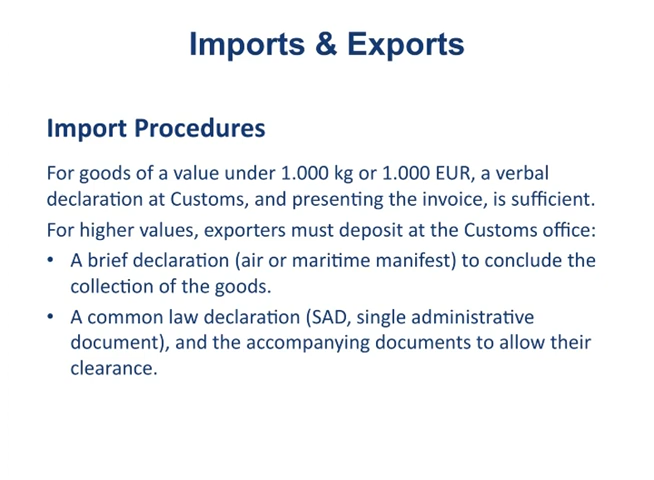 Imports & Exports
Import Procedures
For goods of a value under 1.000 kg or 1.000 EUR, a verbal
declaration at Customs, and presenting the invoice, is sufficient.
For higher values, exporters must deposit at the Customs office:
• A brief declaration (air or maritime manifest) to conclude the
collection of the goods.
• A common law declaration (SAD, single administrative
document), and the accompanying documents to allow their
clearance.